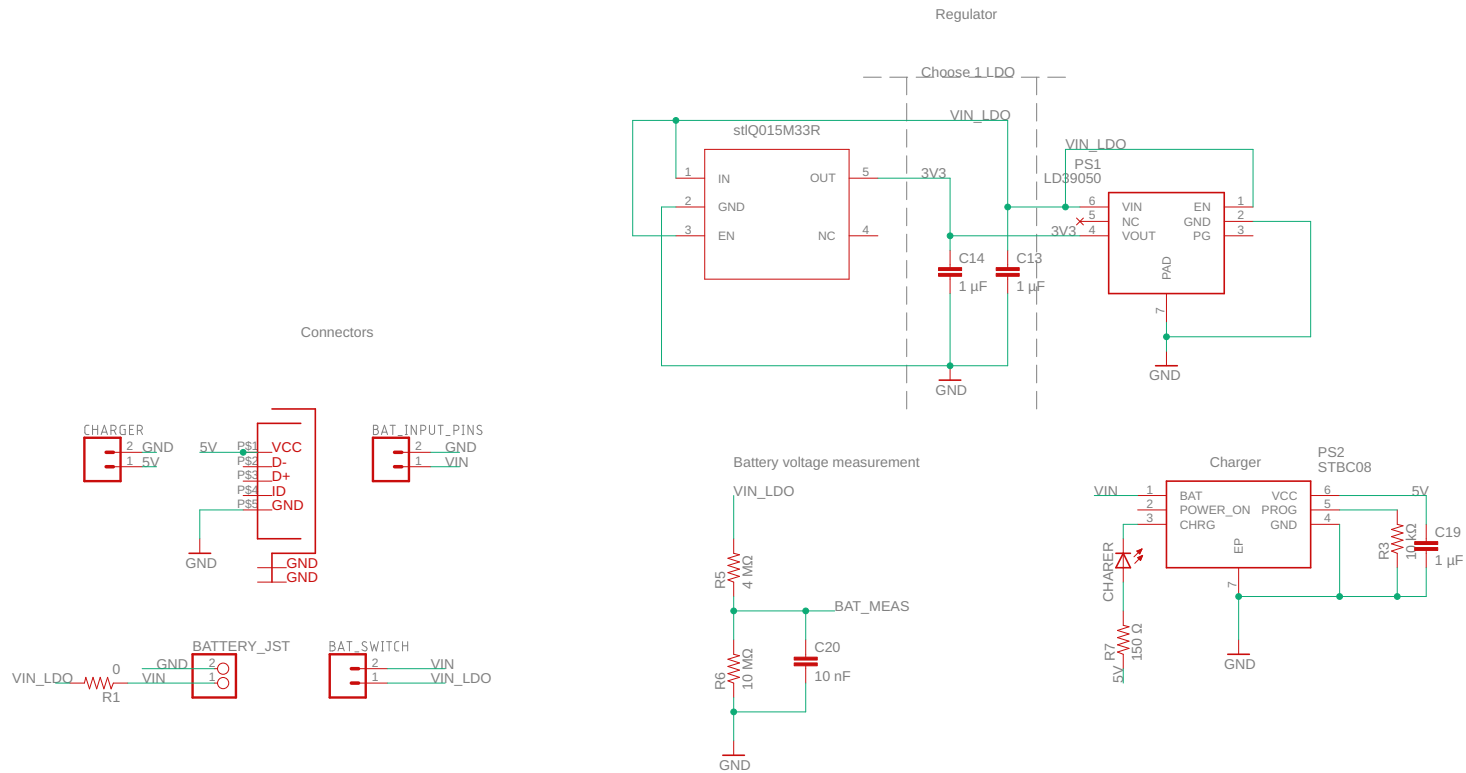 Regulator
Choose 1 LDO
VIN_LDO
stlQ015M33R
1 IN OUT 5
2 GND
3 EN NC 4
3V3
C14
1 µF
C13
1 µF
GND
VIN_LDO
PS1
LD39050
6 VIN EN 1
5 NC GND 2
4 VOUT PG 3
3V3
PAD
7
GND
Connectors
CHARGER
2 GND
1 5V
5V
P$1 VCC
P$2 D-
P$3 D+
P$4 ID
P$5 GND
GND
GND
GND
BAT_INPUT_PINS
2 GND
1 VIN
BATTERY_JST
GND 2
VIN 1
VIN_LDO
0
R1
BAT_SWITCH
2 VIN
1 VIN_LDO
Battery voltage measurement
VIN_LDO
R5
4 MΩ
BAT_MEAS
R6
10 MΩ
C20
10 nF
GND
Charger
PS2
STBC08
VIN 1 BAT VCC 6 5V
2 POWER_ON PROG 5
3 CHRG GND 4
EP
7
CHARER
R7
150 Ω
5V
R3
10 kΩ
C19
1 µF
GND